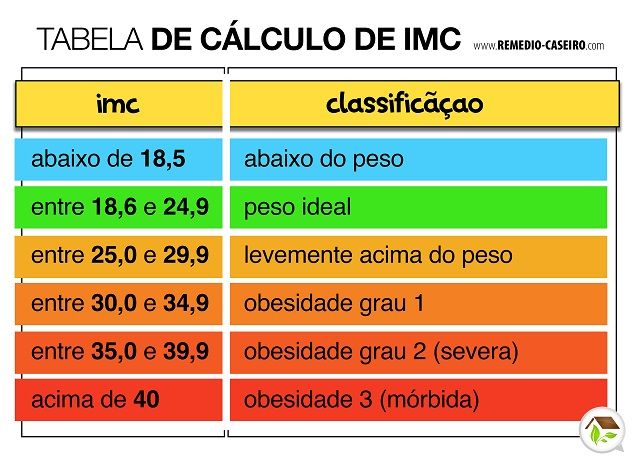 TABELA DE CÁLCULO DE IMC www.REMEDIO-CASEIRO.com
imc classificãçao
abaixo de 18,5 abaixo do peso
entre 18,6 e 24,9 peso ideal
entre 25,0 e 29,9 levemente acima do peso
entre 30,0 e 34,9 obesidade grau 1
entre 35,0 e 39,9 obesidade grau 2 (severa)
acima de 40 obesidade 3 (mórbida)